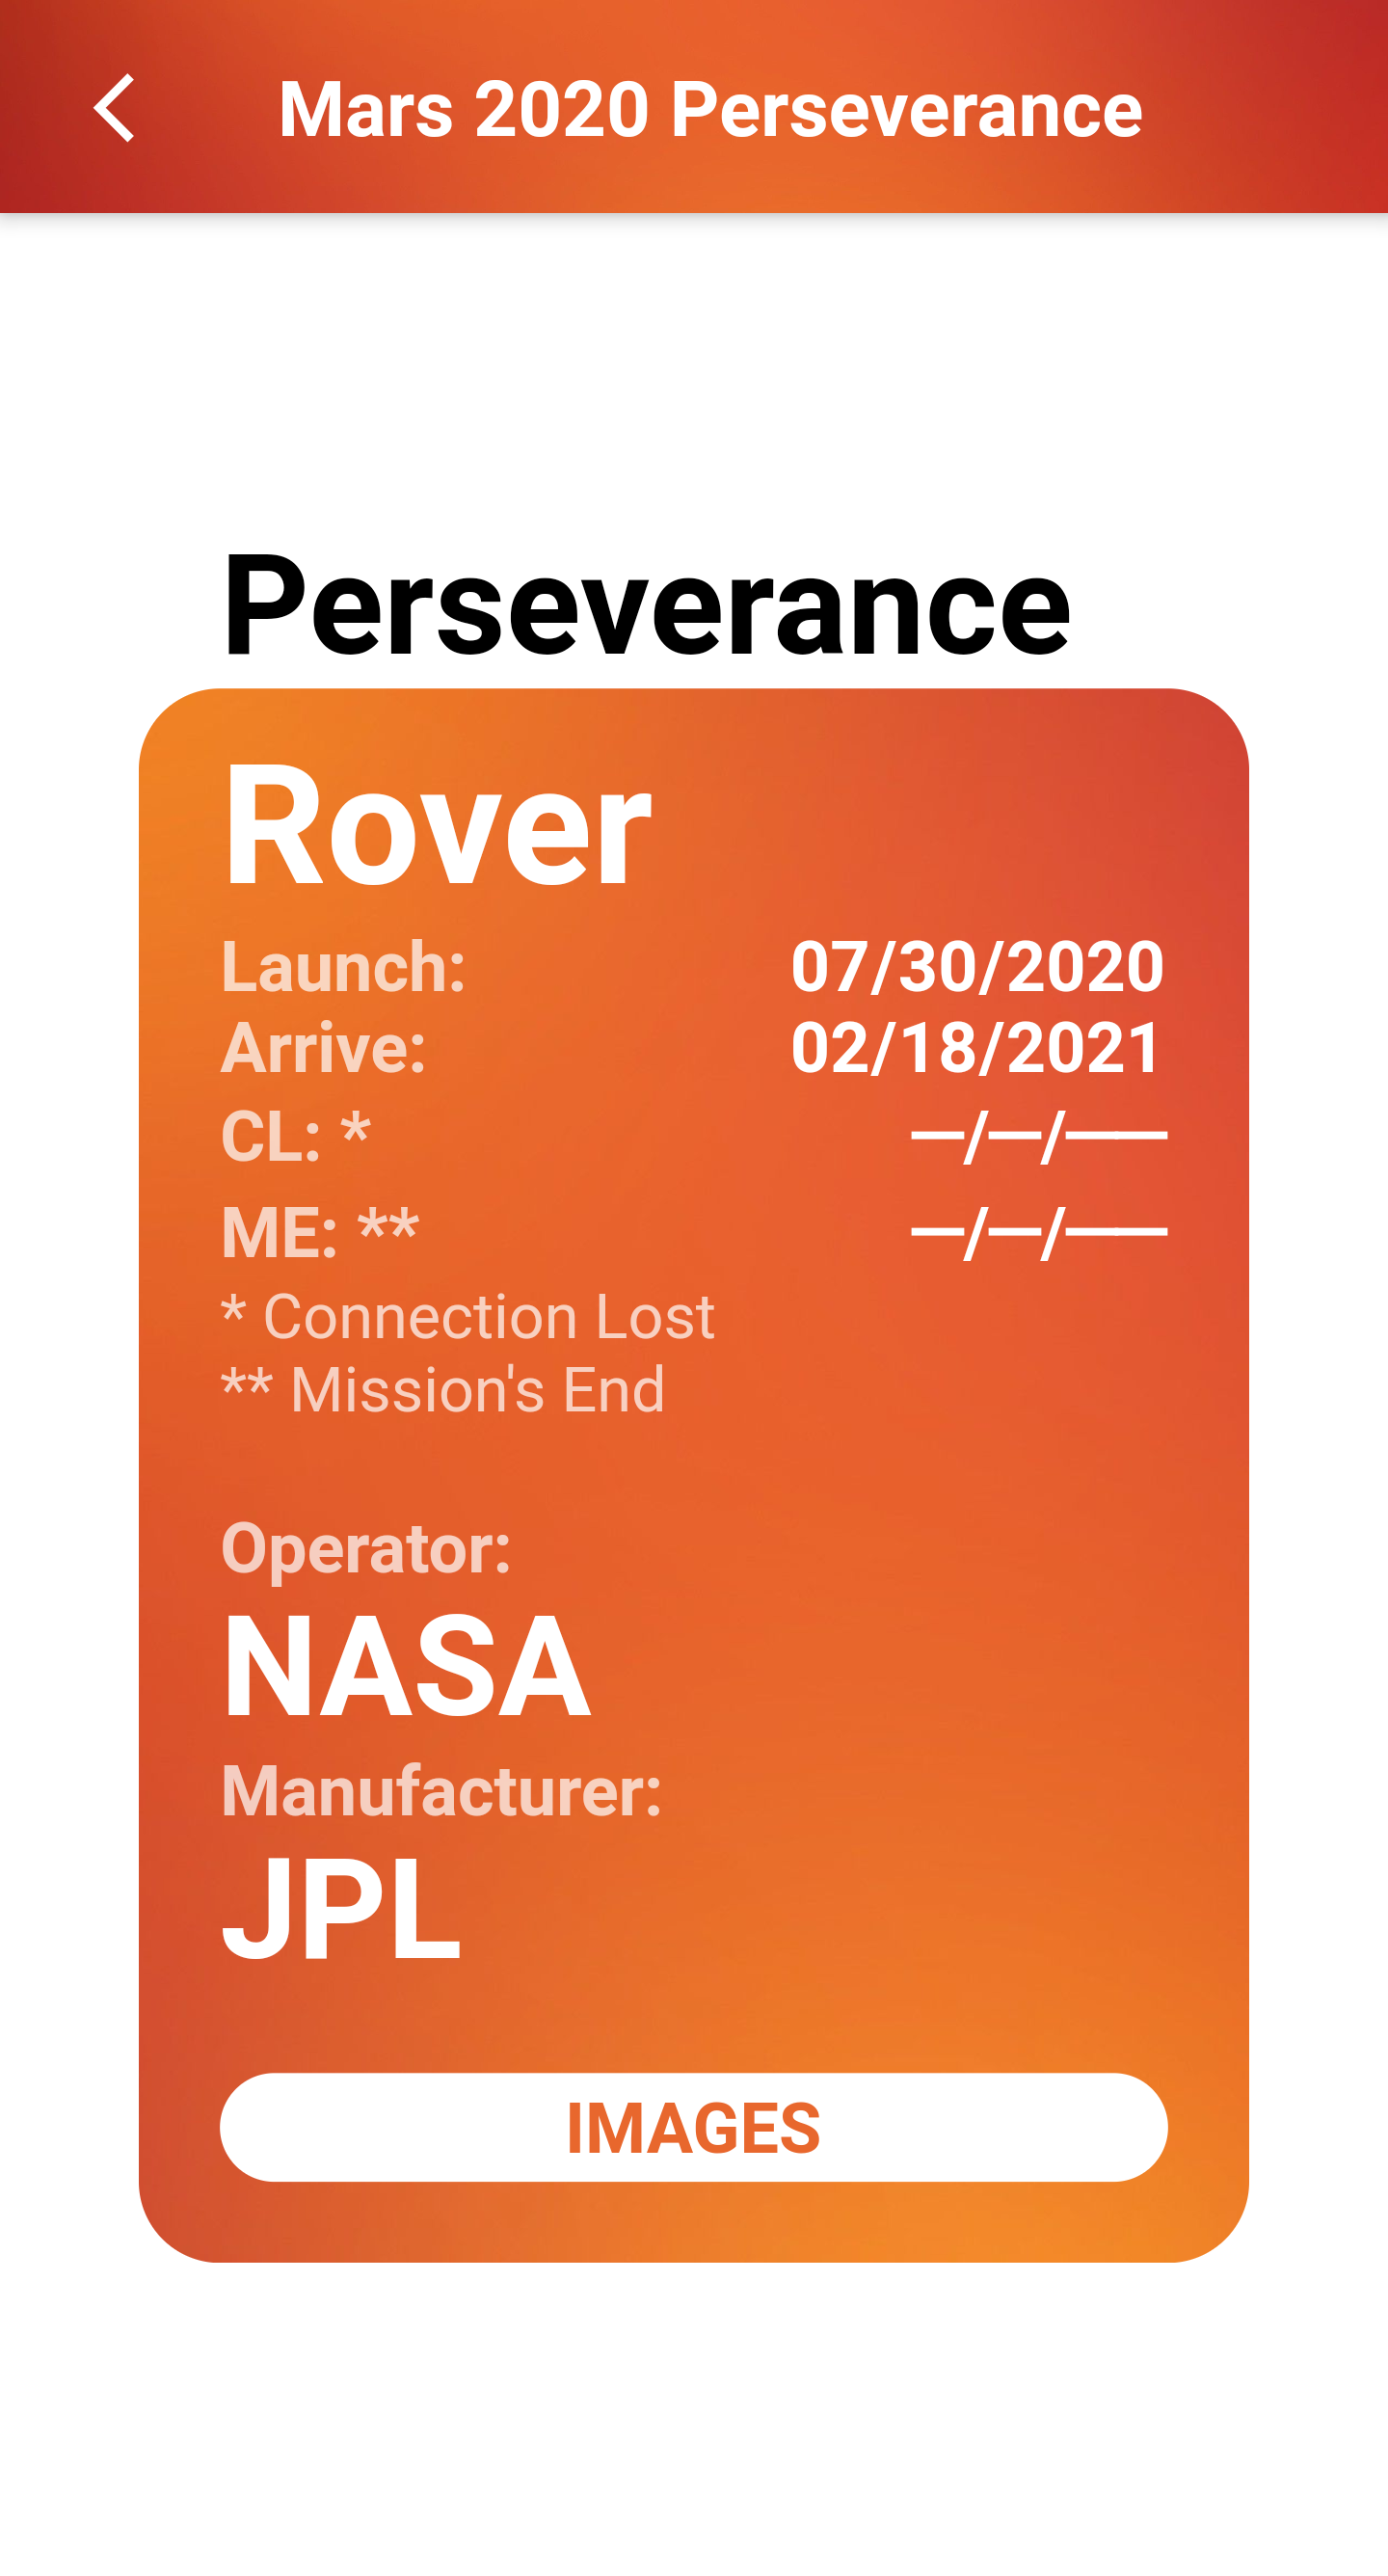 Mars 2020 Perseverance
Perseverance
Rover
Launch: 07/30/2020
Arrive: 02/18/2021
CL: * —/—/——
ME: ** —/—/——
* Connection Lost
** Mission's End
Operator:
NASA
Manufacturer:
JPL
IMAGES